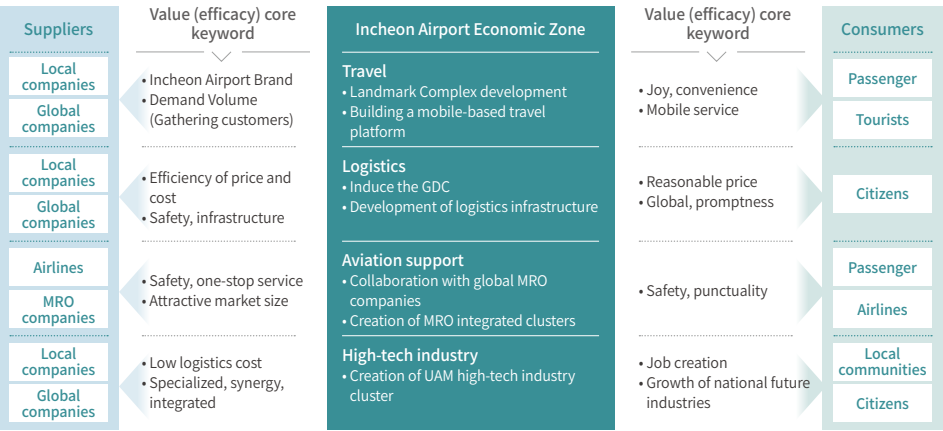 Suppliers
Value (efficacy) core
keyword
Incheon Airport Economic Zone
Value (efficacy) core
keyword
Consumers
Local
companies
Global
companies
• Incheon Airport Brand
• Demand Volume
(Gathering customers)
Travel
• Landmark Complex development
• Building a mobile-based travel
platform
• Joy, convenience
• Mobile service
Passenger
Tourists
Local
companies
Global
companies
• Efficiency of price and
cost
• Safety, infrastructure
Logistics
• Induce the GDC
• Development of logistics infrastructure
• Reasonable price
• Global, promptness
Citizens
Airlines
MRO
companies
• Safety, one-stop service
• Attractive market size
Aviation support
• Collaboration with global MRO
companies
• Creation of MRO integrated clusters
• Safety, punctuality
Passenger
Airlines
Local
companies
Global
companies
• Low logistics cost
• Specialized, synergy,
integrated
High-tech industry
• Creation of UAM high-tech industry
cluster
• Job creation
• Growth of national future
industries
Local
communities
Citizens